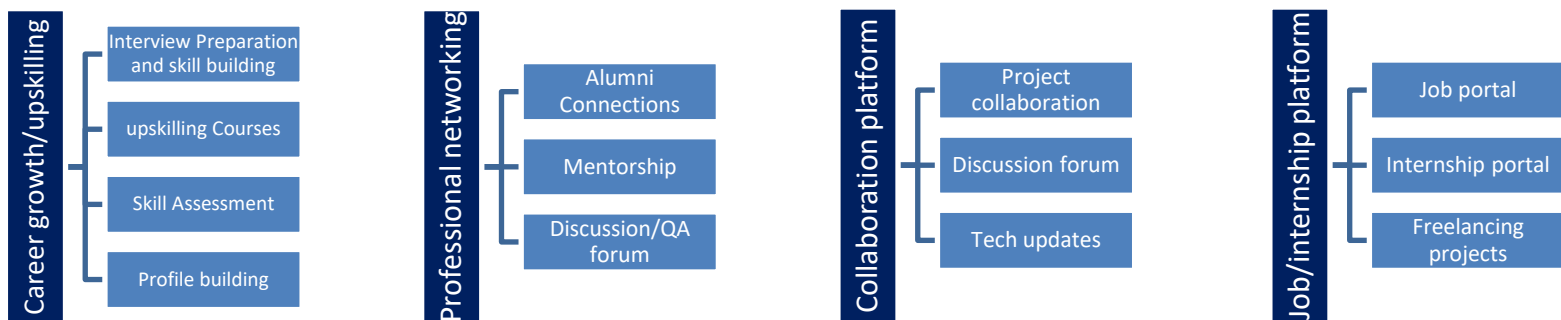 Career growth/upskilling
Interview Preparation
and skill building
upskilling Courses
Skill Assessment
Profile building
Professional networking
Alumni
Connections
Mentorship
Discussion/QA
forum
Collaboration platform
Project
collaboration
Discussion forum
Tech updates
Job/internship platform
Job portal
Internship portal
Freelancing
projects